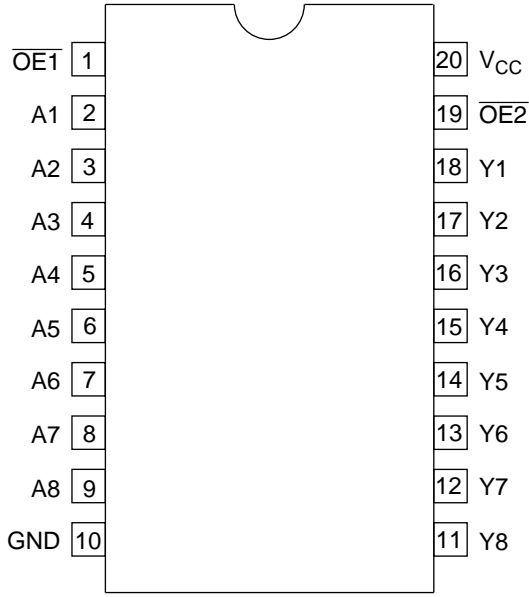 OE1 1 20 VCC
A1 2 19 OE2
A2 3 18 Y1
A3 4 17 Y2
A4 5 16 Y3
A5 6 15 Y4
A6 7 14 Y5
A7 8 13 Y6
A8 9 12 Y7
GND 10 11 Y8